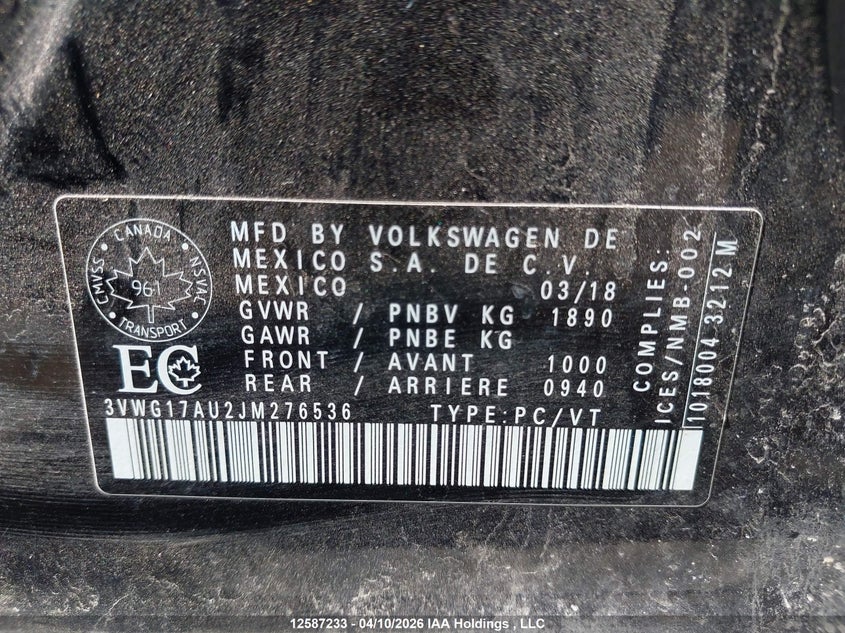 CANADA
CMVSS
NSVAC
961
TRANSPORT
EC
MFD BY VOLKSWAGEN DE
MEXICO S.A. DE C.V.
MEXICO 03/18
GVWR / PNBV KG 1890
GAWR / PNBE KG
FRONT / AVANT 1000
REAR / ARRIERE 0940
3VWG17AU2JM276536 TYPE:PC/VT
COMPLIES:
ICES/NMB-002
1018004 3212 M
12587233 - 04/10/2026 IAA Holdings , LLC